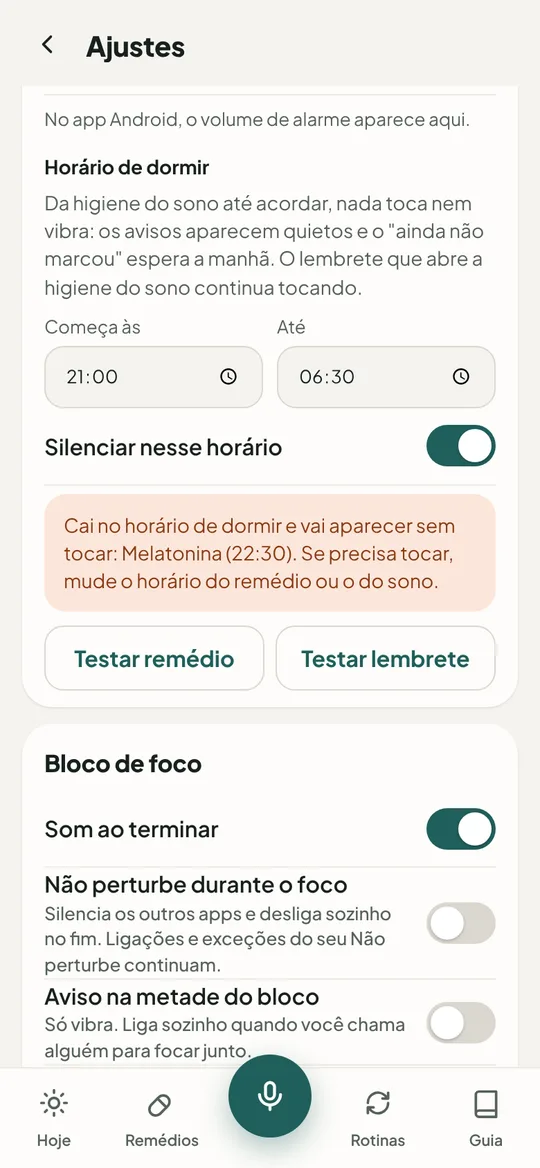 Ajustes
No app Android, o volume de alarme aparece aqui.
Horário de dormir
Da higiene do sono até acordar, nada toca nem
vibra: os avisos aparecem quietos e o "ainda não
marcou" espera a manhã. O lembrete que abre a
higiene do sono continua tocando.
Começa às
Até
21:00
06:30
Silenciar nesse horário
Cai no horário de dormir e vai aparecer sem
tocar: Melatonina (22:30). Se precisa tocar,
mude o horário do remédio ou o do sono.
Testar remédio
Testar lembrete
Bloco de foco
Som ao terminar
Não perturbe durante o foco
Silencia os outros apps e desliga sozinho
no fim. Ligações e exceções do seu Não
perturbe continuam.
Aviso na metade do bloco
Só vibra. Liga sozinho quando você chama
alguém para focar junto.
Hoje
Remédios
Rotinas
Guia